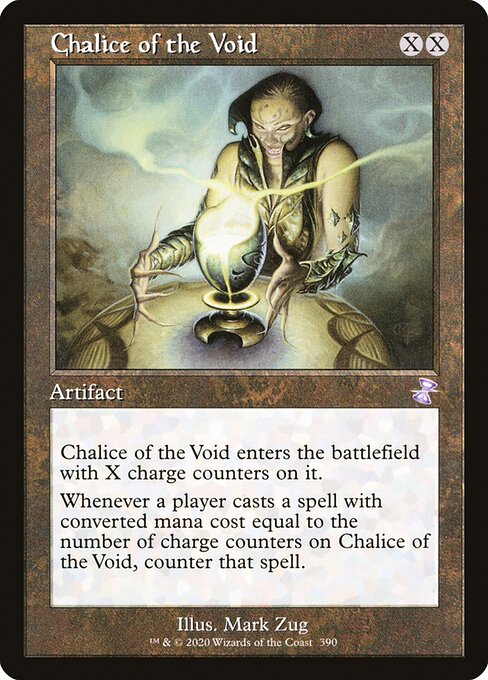 Chalice of the Void XX
Artifact
Chalice of the Void enters the battlefield
with X charge counters on it.
Whenever a player casts a spell with
converted mana cost equal to the
number of charge counters on Chalice of
the Void, counter that spell.
Illus. Mark Zug
™ & © 2020 Wizards of the Coast 390